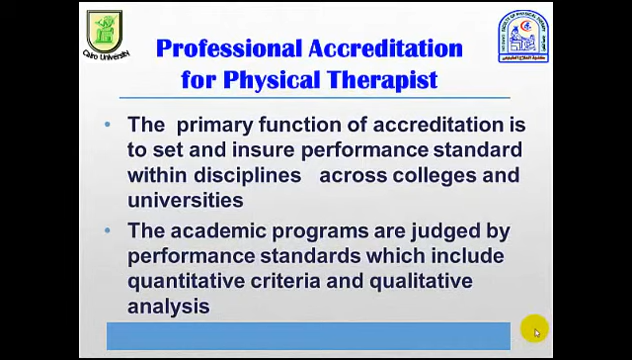 Cairo University
Professional Accreditation
for Physical Therapist
• The primary function of accreditation is
to set and insure performance standard
within disciplines across colleges and
universities
• The academic programs are judged by
performance standards which include
quantitative criteria and qualitative
analysis